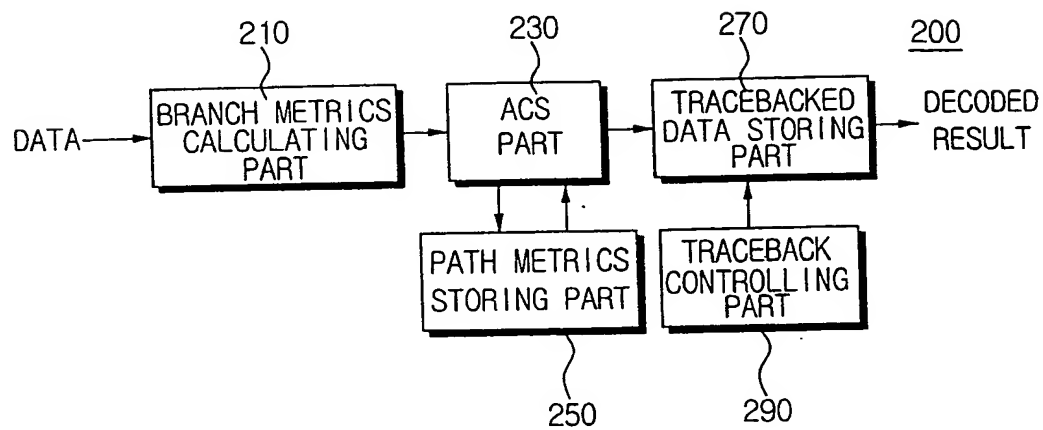 210
230
270
200
DATA
BRANCH METRICS
CALCULATING
PART
ACS
PART
TRACEBACKED
DATA STORING
PART
DECODED
RESULT
PATH METRICS
STORING PART
TRACEBACK
CONTROLLING
PART
250
290